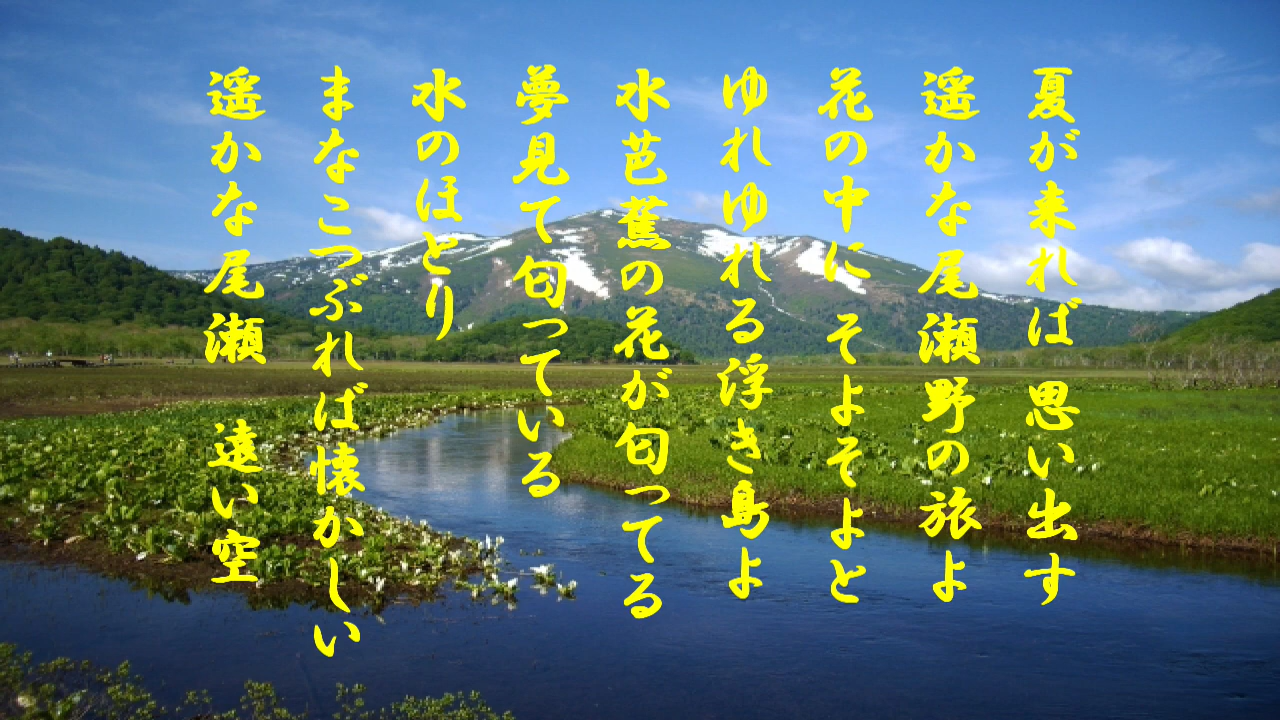 夏が来れば 思い出す
遥かな尾瀬野の旅よ
花の中に そよそよと
ゆれゆれる浮き島よ
水芭蕉の花が匂ってる
夢見て匂っている
水のほとり
まなこつぶれば懐かしい
遥かな尾瀬 遠い空